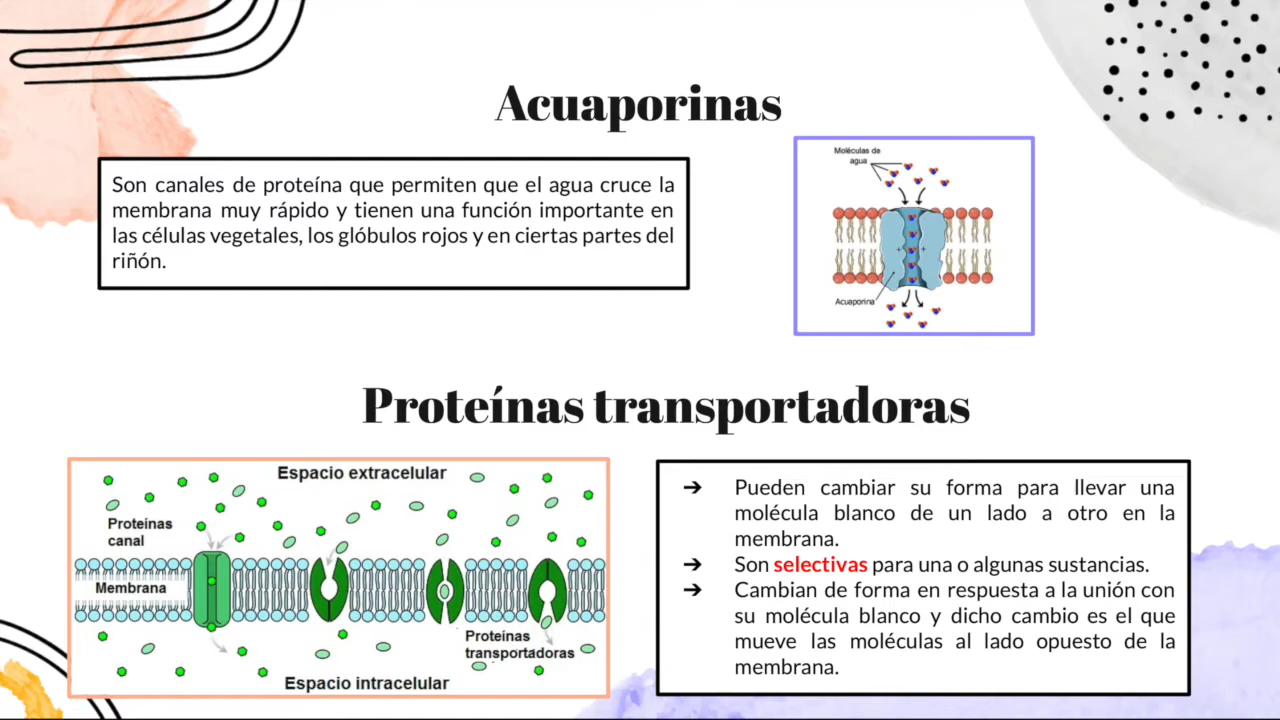 Acuaporinas
Son canales de proteína que permiten que el agua cruce la
membrana muy rápido y tienen una función importante en
las células vegetales, los glóbulos rojos y en ciertas partes del
riñón.
Moléculas de
agua
Acuaporina
Proteínas transportadoras
Espacio extracelular
Proteínas
canal
Membrana
Proteínas
transportadoras
Espacio intracelular
➔ Pueden cambiar su forma para llevar una
molécula blanco de un lado a otro en la
membrana.
➔ Son selectivas para una o algunas sustancias.
➔ Cambian de forma en respuesta a la unión con
su molécula blanco y dicho cambio es el que
mueve las moléculas al lado opuesto de la
membrana.